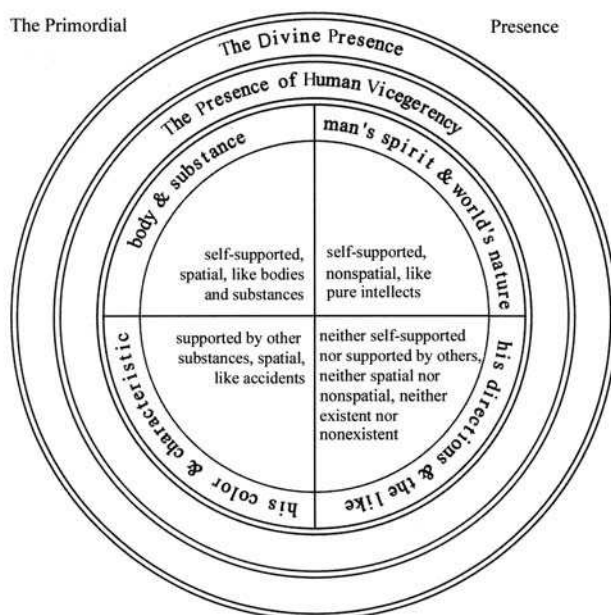 The Primordial
Presence
The Divine Presence
The Presence of Human Vicegerency
body & substance
man's spirit & world's nature
self-supported,
spatial, like bodies
and substances
self-supported,
nonspatial, like
pure intellects
supported by other
substances, spatial,
like accidents
neither self-supported
nor supported by others,
neither spatial nor
nonspatial, neither
existent nor
nonexistent
his color & characteristic
his directions & the like